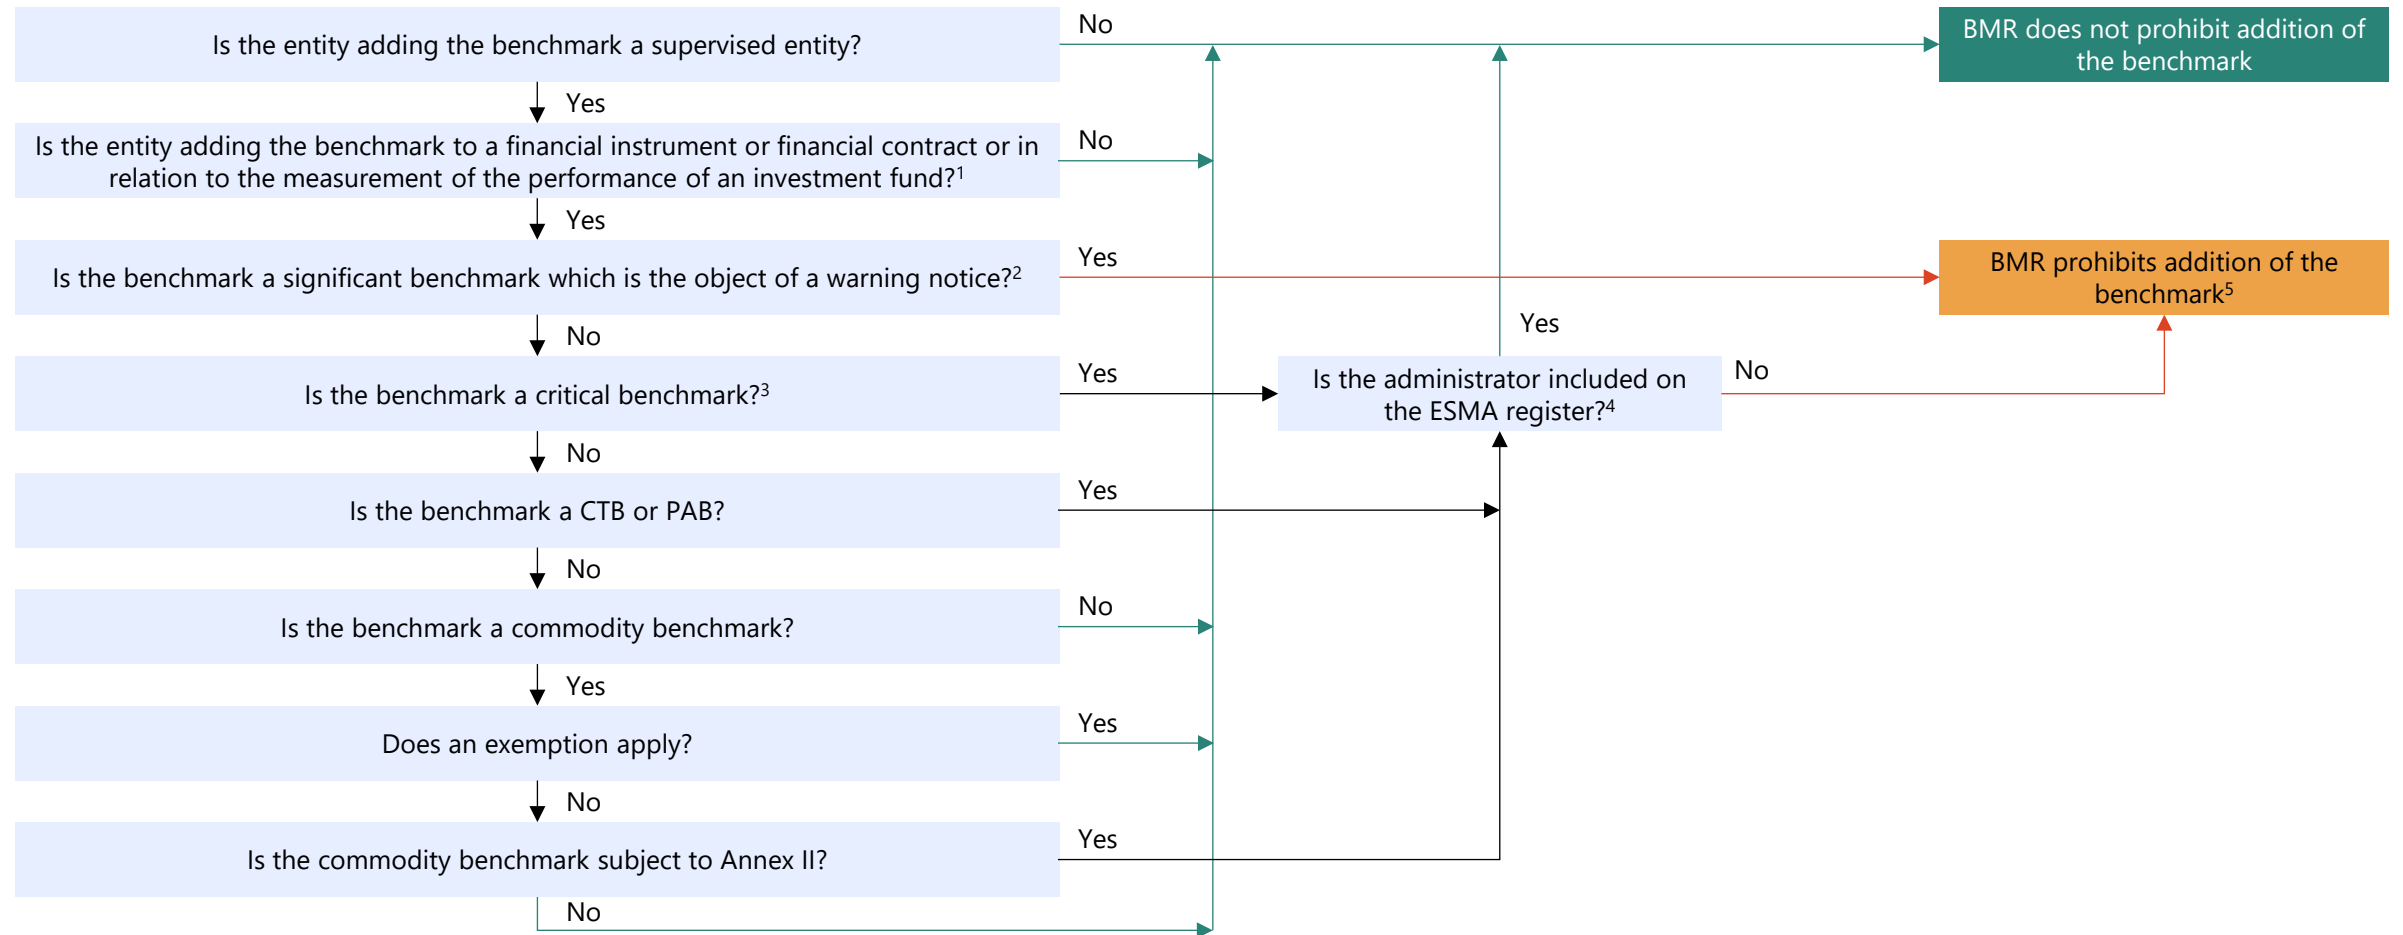 Is the entity adding the benchmark a supervised entity?
No
BMR does not prohibit addition of
the benchmark
Yes
Is the entity adding the benchmark to a financial instrument or financial contract or in
relation to the measurement of the performance of an investment fund?¹
No
Yes
Is the benchmark a significant benchmark which is the object of a warning notice?²
Yes
BMR prohibits addition of the
benchmark⁵
No
Is the benchmark a critical benchmark?³
Yes
Is the administrator included on
the ESMA register?⁴
Yes
No
No
Is the benchmark a CTB or PAB?
Yes
No
Is the benchmark a commodity benchmark?
No
Yes
Does an exemption apply?
Yes
No
Is the commodity benchmark subject to Annex II?
Yes
No